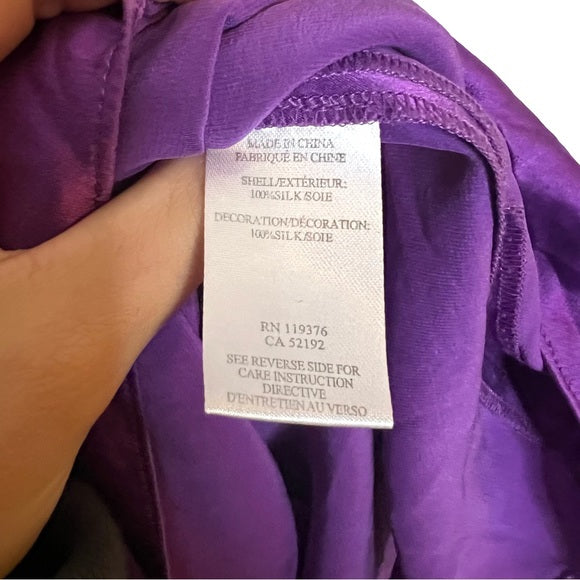 MADE IN CHINA
FABRIQUÉ EN CHINE
SHELL/EXTÉRIEUR:
100%SILK/SOIE
DECORATION/DÉCORATION:
100%SILK/SOIE
RN 119376
CA 52192
SEE REVERSE SIDE FOR
CARE INSTRUCTION
DIRECTIVE
D'ENTRETIEN AU VERSO